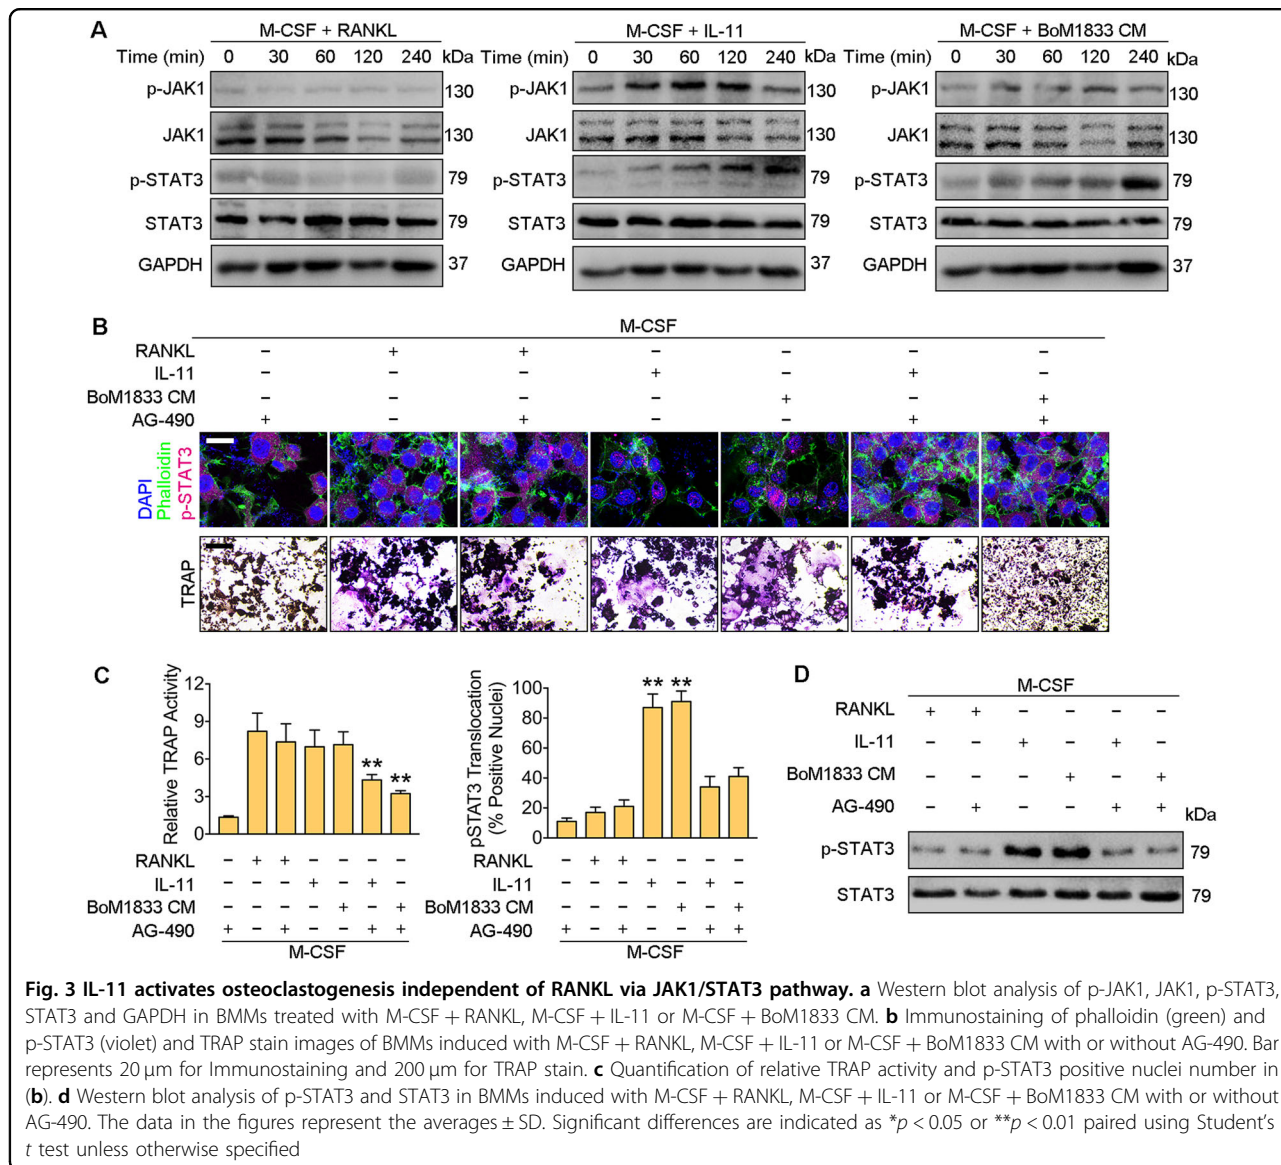 A
M-CSF + RANKL
Time (min) 0 30 60 120 240 kDa
p-JAK1 130
JAK1 130
p-STAT3 79
STAT3 79
GAPDH 37
M-CSF + IL-11
Time (min) 0 30 60 120 240 kDa
p-JAK1 130
JAK1 130
p-STAT3 79
STAT3 79
GAPDH 37
M-CSF + BoM1833 CM
Time (min) 0 30 60 120 240 kDa
p-JAK1 130
JAK1 130
p-STAT3 79
STAT3 79
GAPDH 37
B
M-CSF
RANKL − + + − − − −
IL-11 − − − + − + −
BoM1833 CM − − − − + − +
AG-490 + − + − − + +
DAPI
Phalloidin
p-STAT3
TRAP
C
Relative TRAP Activity
12
9
6
3
0
** **
RANKL − + + − − − −
IL-11 − − − + − + −
BoM1833 CM − − − − + − +
AG-490 + − + − − + +
M-CSF
pSTAT3 Translocation
(% Positive Nuclei)
100
80
60
40
20
0
** **
RANKL − + + − − − −
IL-11 − − − + − + −
BoM1833 CM − − − − + − +
AG-490 + − + − − + +
M-CSF
D
M-CSF
RANKL + + − − − −
IL-11 − − + − + −
BoM1833 CM − − − + − +
AG-490 − + − − + + kDa
p-STAT3 79
STAT3 79
Fig. 3 IL-11 activates osteoclastogenesis independent of RANKL via JAK1/STAT3 pathway. a Western blot analysis of p-JAK1, JAK1, p-STAT3,
STAT3 and GAPDH in BMMs treated with M-CSF + RANKL, M-CSF + IL-11 or M-CSF + BoM1833 CM. b Immunostaining of phalloidin (green) and
p-STAT3 (violet) and TRAP stain images of BMMs induced with M-CSF + RANKL, M-CSF + IL-11 or M-CSF + BoM1833 CM with or without AG-490. Bar
represents 20 μm for Immunostaining and 200 μm for TRAP stain. c Quantification of relative TRAP activity and p-STAT3 positive nuclei number in
(b). d Western blot analysis of p-STAT3 and STAT3 in BMMs induced with M-CSF + RANKL, M-CSF + IL-11 or M-CSF + BoM1833 CM with or without
AG-490. The data in the figures represent the averages ± SD. Significant differences are indicated as *p < 0.05 or **p < 0.01 paired using Student's
t test unless otherwise specified